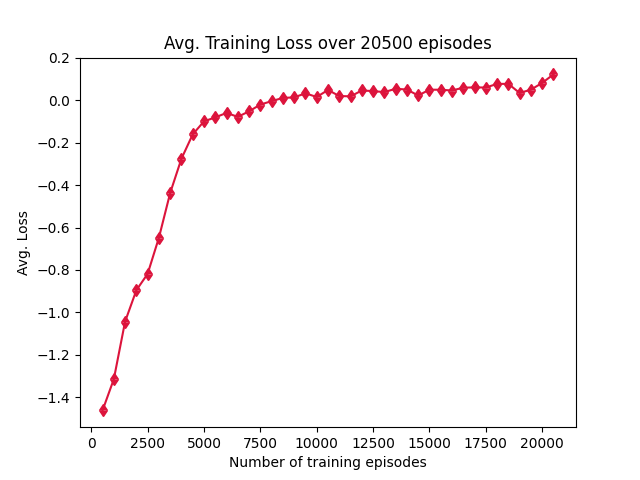 Avg. Training Loss over 20500 episodes
0.2
0.0
−0.2
−0.4
−0.6
−0.8
−1.0
−1.2
−1.4
Avg. Loss
0 2500 5000 7500 10000 12500 15000 17500 20000
Number of training episodes